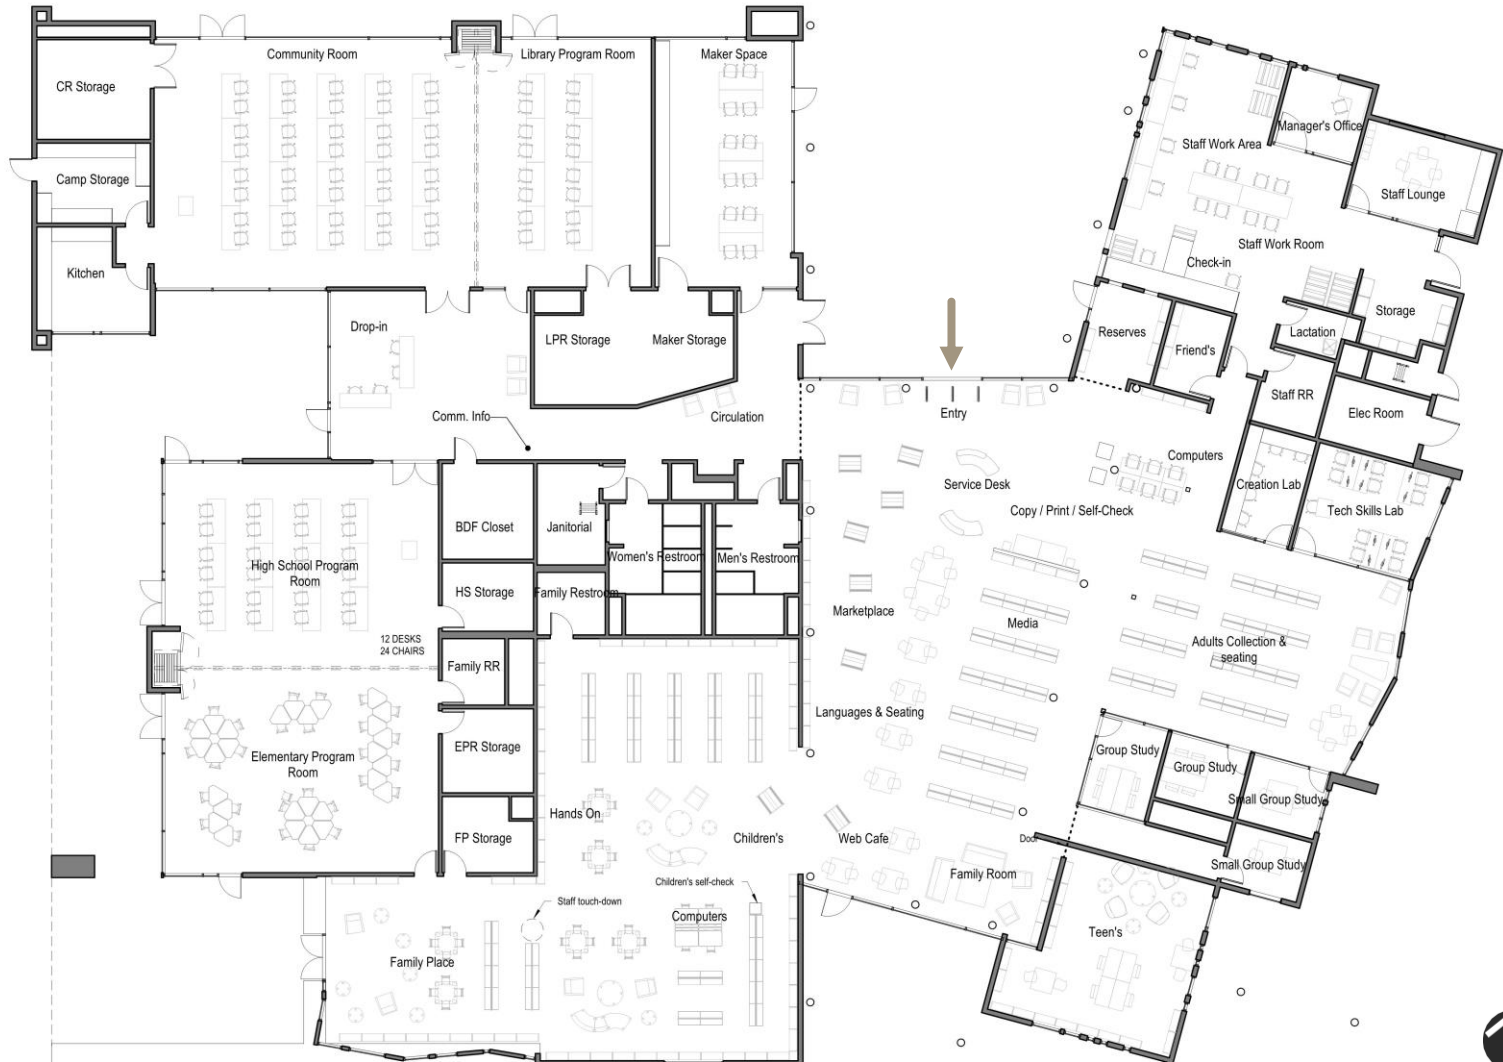 Community Room
Library Program Room
Maker Space
CR Storage
Manager's Office
Staff Work Area
Camp Storage
Staff Lounge
Staff Work Room
Check-in
Kitchen
Storage
Drop-in
LPR Storage
Maker Storage
Reserves
Lactation
Friend's
Staff RR
Elec Room
Comm. Info
Circulation
Entry
Computers
Service Desk
Creation Lab
Copy / Print / Self-Check
Tech Skills Lab
BDF Closet
Janitorial
Women's Restroom
Men's Restroom
High School Program
Room
HS Storage
Family Restroom
Marketplace
Media
12 DESKS
24 CHAIRS
Adults Collection &
seating
Family RR
Languages & Seating
EPR Storage
Elementary Program
Room
Group Study
Group Study
Small Group Study
Hands On
FP Storage
Children's
Web Cafe
Door
Small Group Study
Family Room
Children's self-check
Staff touch-down
Computers
Teen's
Family Place